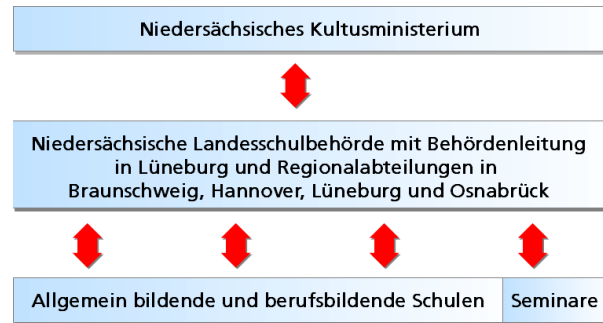 Niedersächsisches Kultusministerium
Niedersächsische Landesschulbehörde mit Behördenleitung
in Lüneburg und Regionalabteilungen in
Braunschweig, Hannover, Lüneburg und Osnabrück
Allgemein bildende und berufsbildende Schulen
Seminare